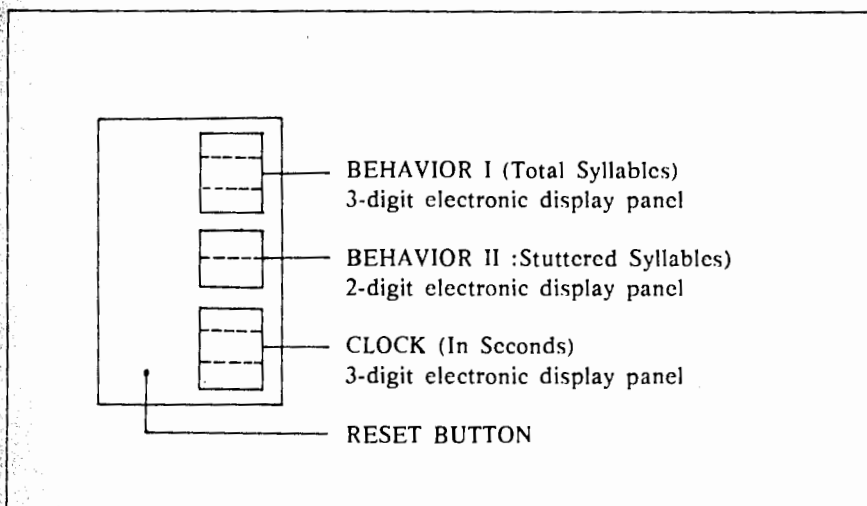 BEHAVIOR I (Total Syllables)
3-digit electronic display panel
BEHAVIOR II :Stuttered Syllables)
2-digit electronic display panel
CLOCK (In Seconds)
3-digit electronic display panel
RESET BUTTON